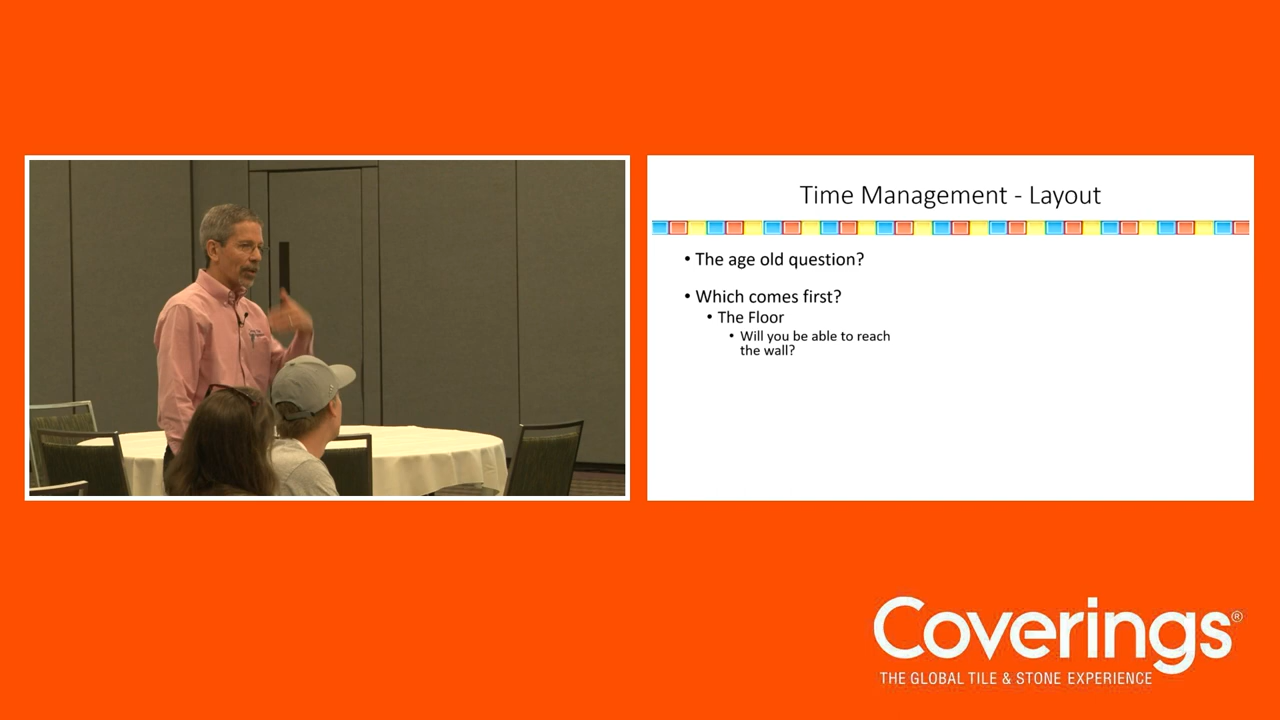 Time Management - Layout
• The age old question?
• Which comes first?
• The Floor
• Will you be able to reach
the wall?
Coverings®
THE GLOBAL TILE & STONE EXPERIENCE